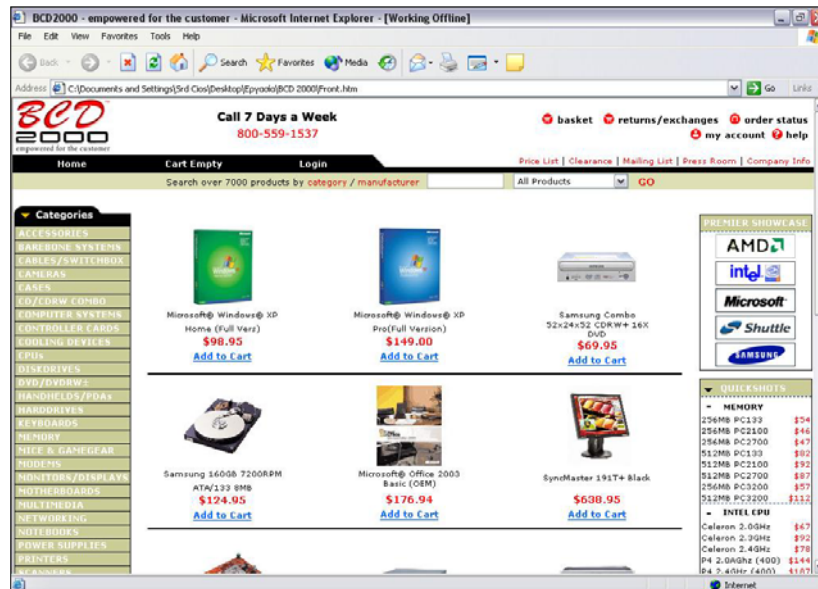 BCD2000 - empowered for the customer - Microsoft Internet Explorer - [Working Offline]
File Edit View Favorites Tools Help
Back Search Favorites Media
Address C:\Documents and Settings\Srd Cios\Desktop\Epyaola\BCD 2000\Front.htm Go Links
BCD
2000
empowered for the customer
Call 7 Days a Week
800-559-1537
basket returns/exchanges order status
my account help
Home Cart Empty Login
Price List | Clearance | Mailing List | Press Room | Company Info
Search over 7000 products by category / manufacturer All Products GO
Categories
ACCESSORIES
BAREBONE SYSTEMS
CABLES/SWITCHBOX
CAMERAS
CASES
CD/CDRW COMBO
COMPUTER SYSTEMS
CONTROLLER CARDS
COOLING DEVICES
CPUs
DISKDRIVES
DVD/DVDRW±
HANDHELDS/PDAs
HARDDRIVES
KEYBOARDS
MEMORY
MICE & GAMEGEAR
MODEMS
MONITORS/DISPLAYS
MOTHERBOARDS
MULTIMEDIA
NETWORKING
NOTEBOOKS
POWER SUPPLIES
PRINTERS
SCANNERS
Microsoft® Windows® XP
Home (Full Vers)
$98.95
Add to Cart
Microsoft® Windows® XP
Pro(Full Version)
$149.00
Add to Cart
Samsung Combo
52x24x52 CDRW+ 16X
DVD
$69.95
Add to Cart
Samsung 160GB 7200RPM
ATA/133 8MB
$124.95
Add to Cart
Microsoft® Office 2003
Basic (OEM)
$176.94
Add to Cart
SyncMaster 191T+ Black
$638.95
Add to Cart
PREMIER SHOWCASE
AMD
intel
Microsoft
Shuttle
SAMSUNG
QUICKSHOTS
- MEMORY
256MB PC133 $54
256MB PC2100 $46
256MB PC2700 $47
512MB PC133 $82
512MB PC2100 $92
512MB PC2700 $87
256MB PC3200 $57
512MB PC3200 $112
- INTEL CPU
Celeron 2.0GHz $67
Celeron 2.3GHz $92
Celeron 2.4GHz $78
P4 2.0AGhz (400) $144
P4 2.4GHz (400) $187
Internet